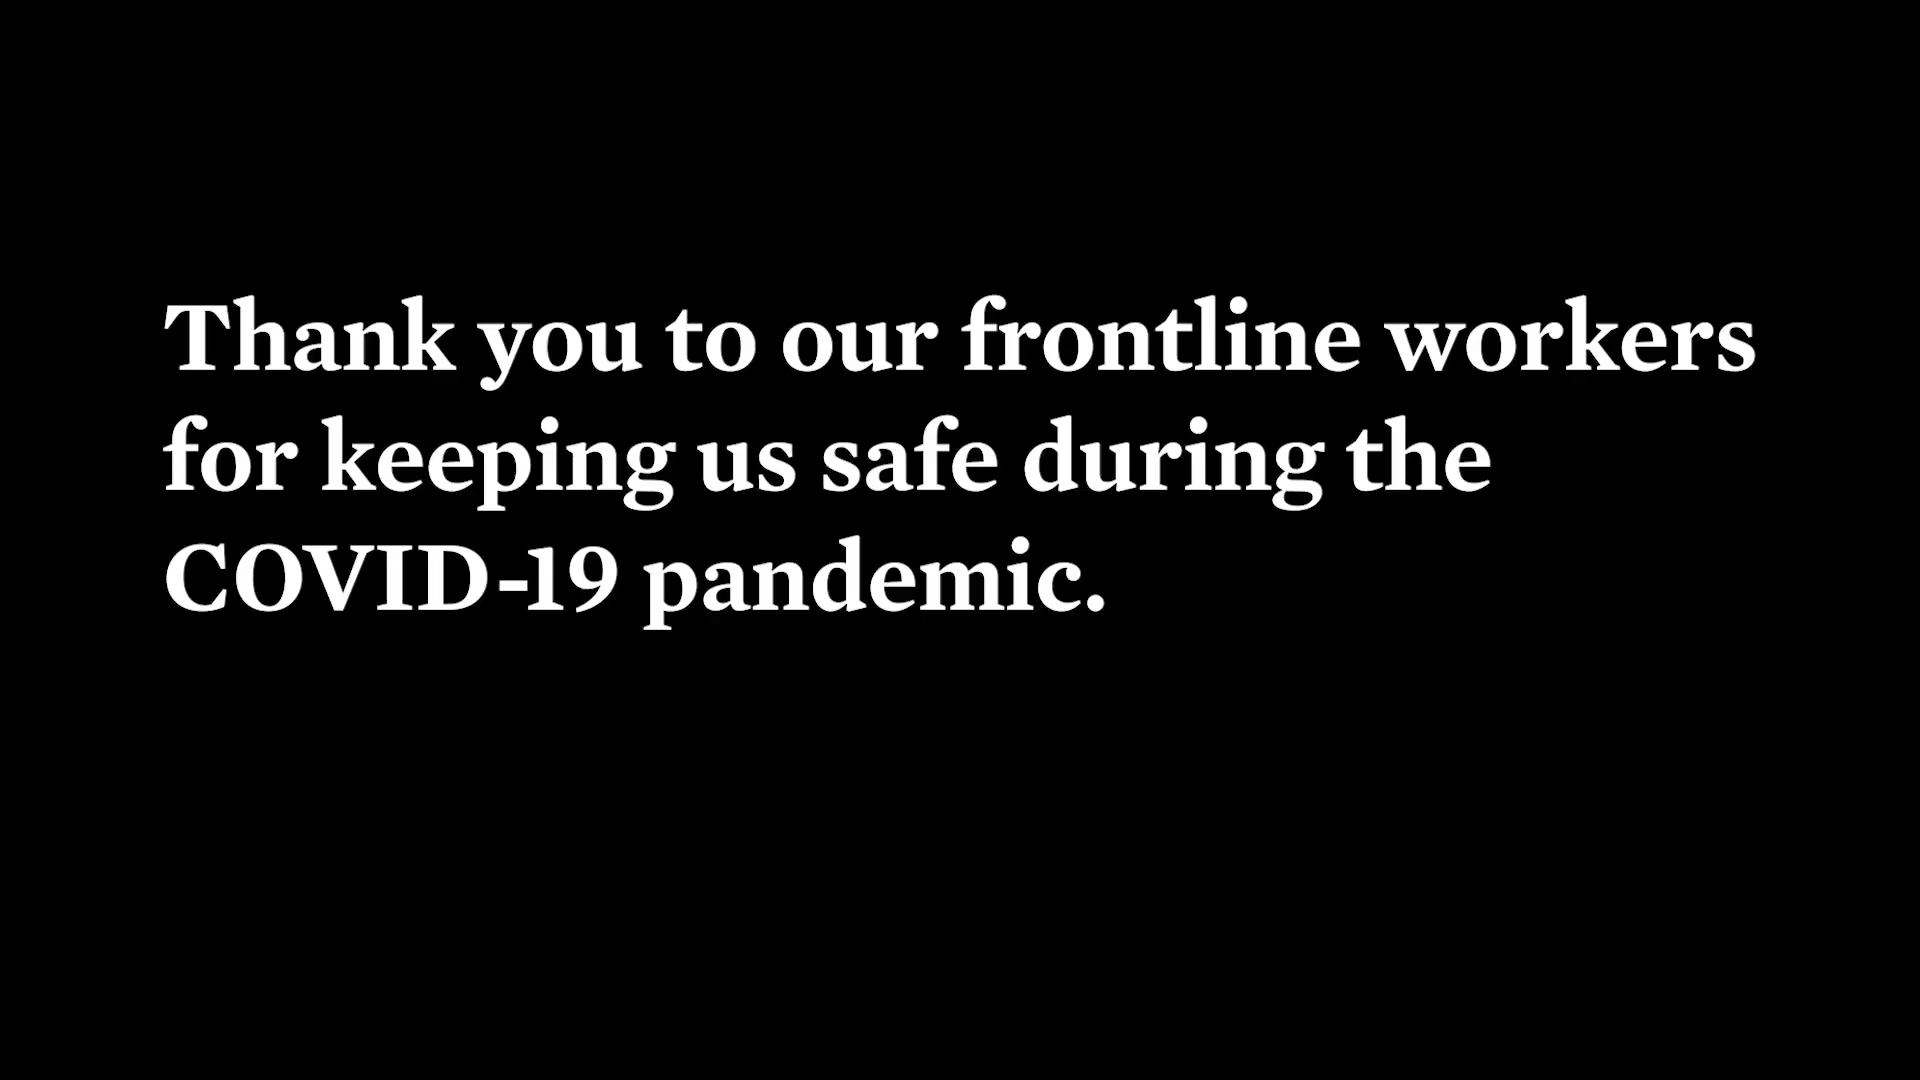 Thank you to our frontline workers
for keeping us safe during the
COVID-19 pandemic.